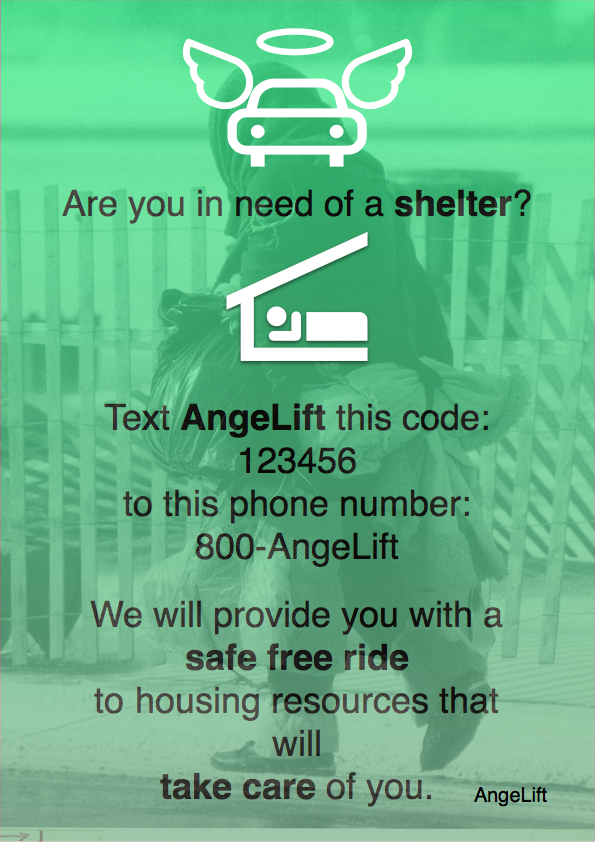 Are you in need of a shelter?
Text AngeLift this code:
123456
to this phone number:
800-AngeLift
We will provide you with a
safe free ride
to housing resources that
will
take care of you.
AngeLift